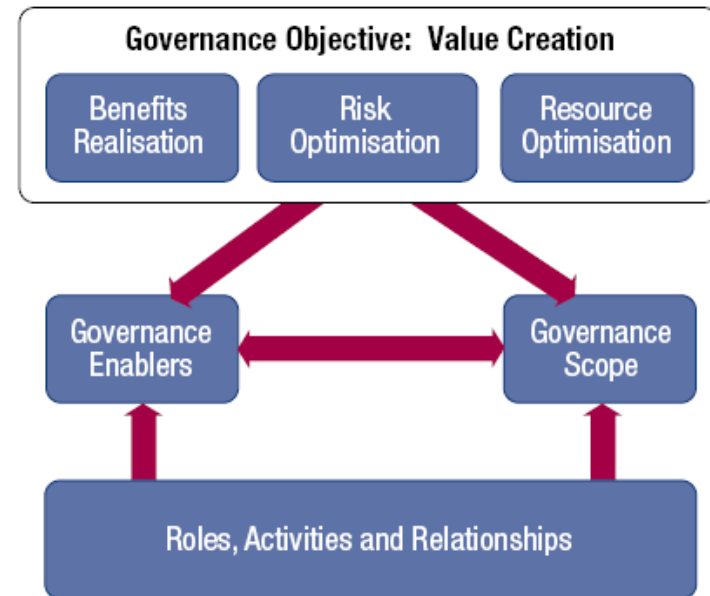 Governance Objective:  Value Creation
Benefits
Realisation
Risk
Optimisation
Resource
Optimisation
Governance
Enablers
Governance
Scope
Roles, Activities and Relationships